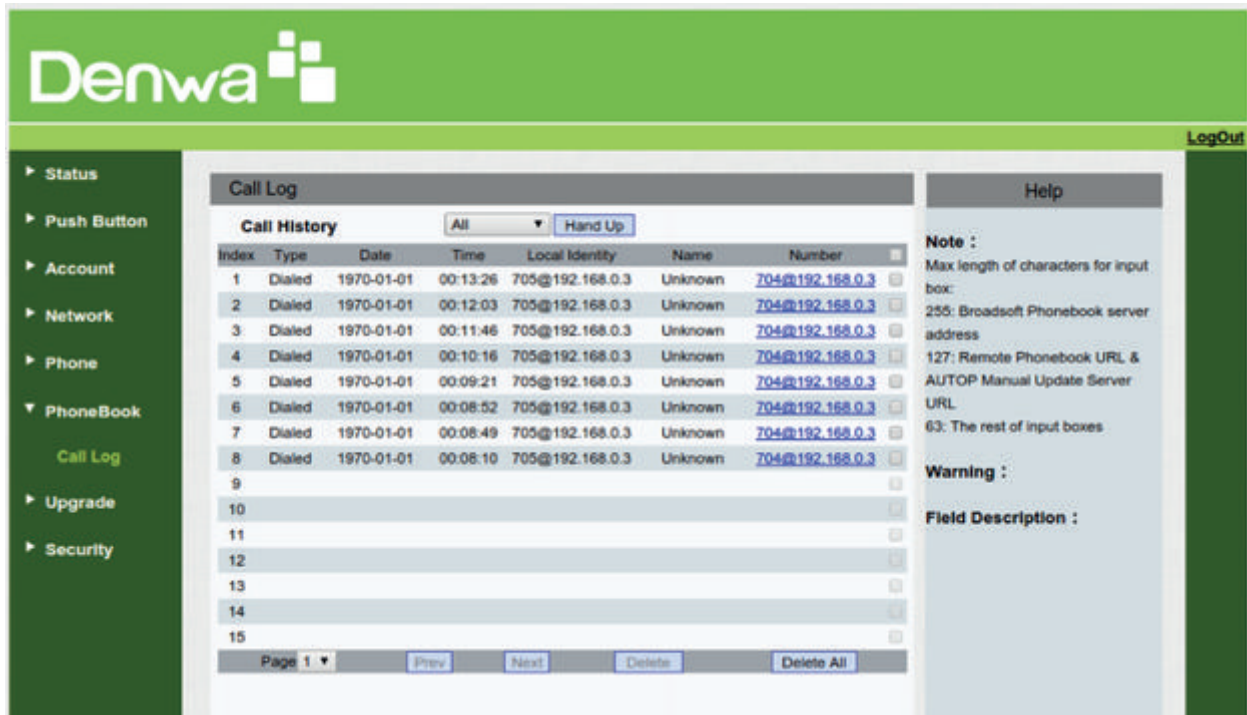 Denwa
LogOut
Status
Push Button
Account
Network
Phone
PhoneBook
Call Log
Upgrade
Security
Call Log
Call History All Hand Up
Index Type Date Time Local Identity Name Number
1 Dialed 1970-01-01 00:13:26 705@192.168.0.3 Unknown 704@192.168.0.3
2 Dialed 1970-01-01 00:12:03 705@192.168.0.3 Unknown 704@192.168.0.3
3 Dialed 1970-01-01 00:11:46 705@192.168.0.3 Unknown 704@192.168.0.3
4 Dialed 1970-01-01 00:10:16 705@192.168.0.3 Unknown 704@192.168.0.3
5 Dialed 1970-01-01 00:09:21 705@192.168.0.3 Unknown 704@192.168.0.3
6 Dialed 1970-01-01 00:08:52 705@192.168.0.3 Unknown 704@192.168.0.3
7 Dialed 1970-01-01 00:08:49 705@192.168.0.3 Unknown 704@192.168.0.3
8 Dialed 1970-01-01 00:08:10 705@192.168.0.3 Unknown 704@192.168.0.3
9
10
11
12
13
14
15
Page 1 Prev Next Delete Delete All
Help
Note :
Max length of characters for input
box:
255: Broadsoft Phonebook server
address
127: Remote Phonebook URL &
AUTOP Manual Update Server
URL
63: The rest of input boxes
Warning :
Field Description :